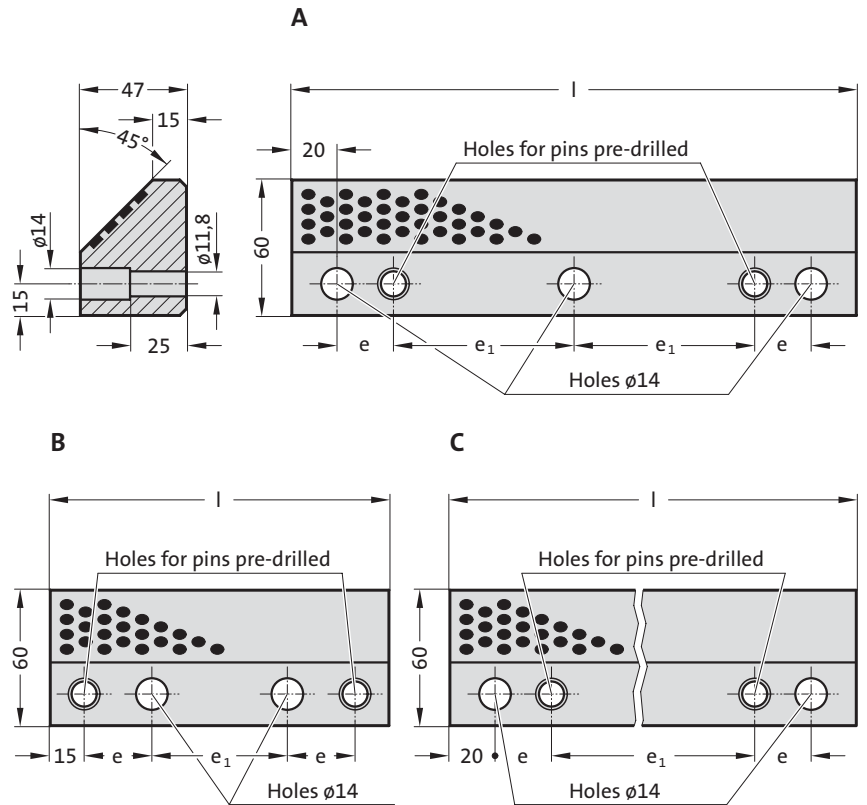 A
47
l
15
45°
20
Holes for pins pre-drilled
ø14
ø11,8
60
15
25
e
e₁
e₁
e
Holes ø14
B
C
l
l
Holes for pins pre-drilled
Holes for pins pre-drilled
60
60
15
e
e₁
e
20
e
e₁
e
Holes ø14
Holes ø14